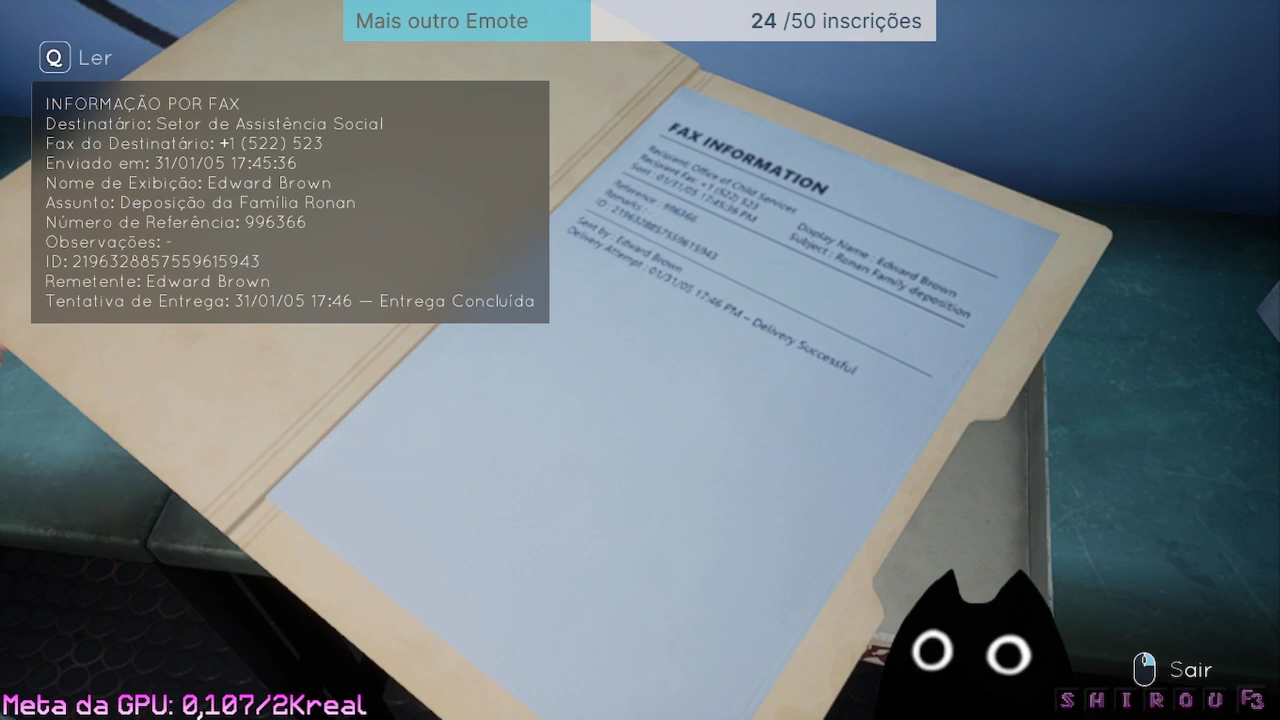 Mais outro Emote
24 /50 inscrições
Q Ler
INFORMAÇÃO POR FAX
Destinatário: Setor de Assistência Social
Fax do Destinatário: +1 (522) 523
Enviado em: 31/01/05 17:45:36
Nome de Exibição: Edward Brown
Assunto: Deposição da Família Ronan
Número de Referência: 996366
Observações: -
ID: 2196328857559615943
Remetente: Edward Brown
Tentativa de Entrega: 31/01/05 17:46 — Entrega Concluída
FAX INFORMATION
Recipient: Office of Child Services
Recipient Fax: +1 (522) 523
Sent : 01/31/05 17:45:36 PM
Display Name : Edward Brown
Subject : Ronan Family deposition
Reference : 996366
Remarks : -
ID : 2196328857559615943
Sent by : Edward Brown
Delivery Attempt : 01/31/05 17:46 PM – Delivery Successful
Sair
Meta da GPU: 0,107/2Kreal
SHIROU F3